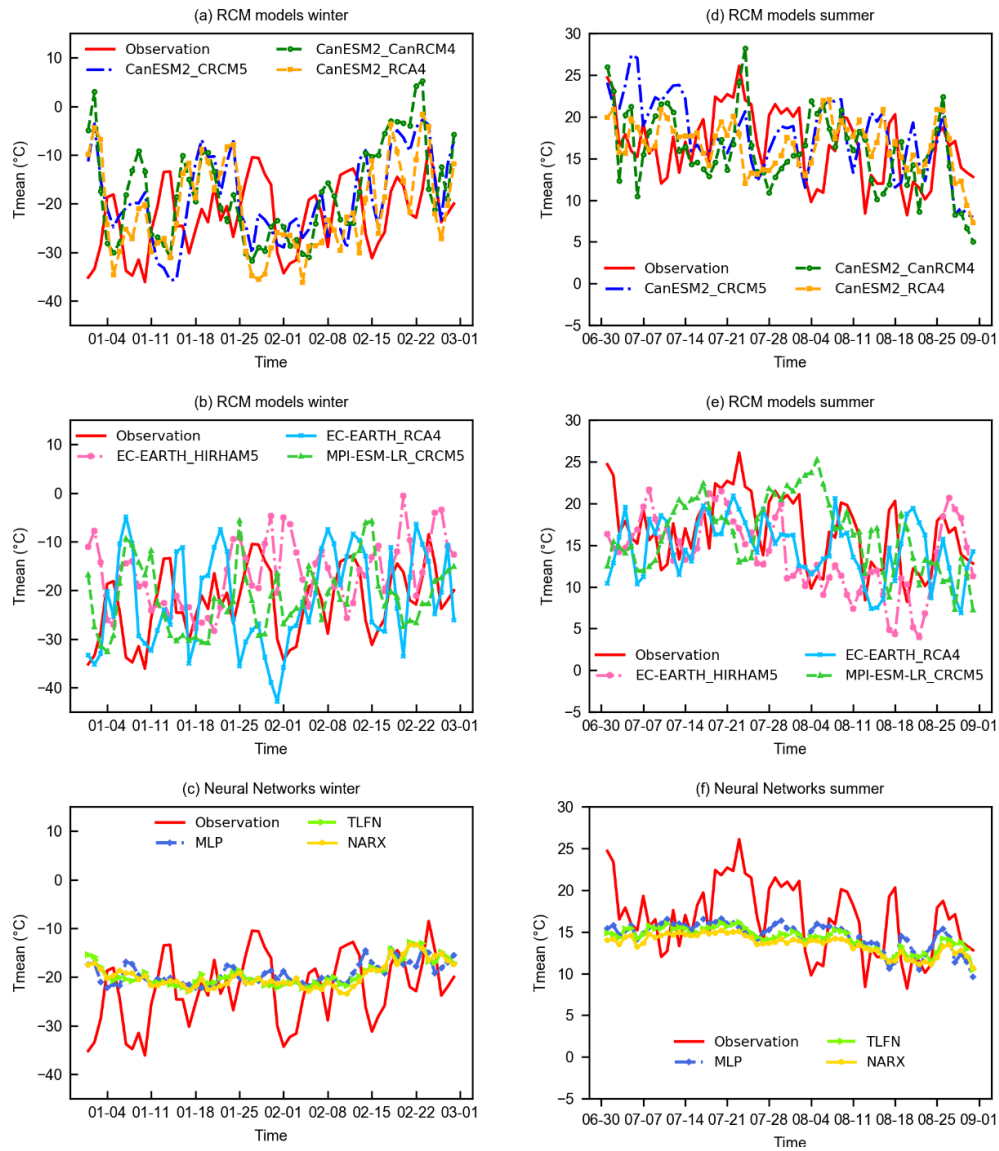 (a) RCM models winter
Tmean (°C)
10
0
−10
−20
−30
−40
Observation
CanESM2_CRCM5
CanESM2_CanRCM4
CanESM2_RCA4
01-04 01-11 01-18 01-25 02-01 02-08 02-15 02-22 03-01
Time
(d) RCM models summer
Tmean (°C)
30
25
20
15
10
5
0
−5
Observation
CanESM2_CRCM5
CanESM2_CanRCM4
CanESM2_RCA4
06-30 07-07 07-14 07-21 07-28 08-04 08-11 08-18 08-25 09-01
Time
(b) RCM models winter
Tmean (°C)
10
0
−10
−20
−30
−40
Observation
EC-EARTH_HIRHAM5
EC-EARTH_RCA4
MPI-ESM-LR_CRCM5
01-04 01-11 01-18 01-25 02-01 02-08 02-15 02-22 03-01
Time
(e) RCM models summer
Tmean (°C)
30
25
20
15
10
5
0
−5
Observation
EC-EARTH_HIRHAM5
EC-EARTH_RCA4
MPI-ESM-LR_CRCM5
06-30 07-07 07-14 07-21 07-28 08-04 08-11 08-18 08-25 09-01
Time
(c) Neural Networks winter
Tmean (°C)
10
0
−10
−20
−30
−40
Observation
MLP
TLFN
NARX
01-04 01-11 01-18 01-25 02-01 02-08 02-15 02-22 03-01
Time
(f) Neural Networks summer
Tmean (°C)
30
25
20
15
10
5
0
−5
Observation
MLP
TLFN
NARX
06-30 07-07 07-14 07-21 07-28 08-04 08-11 08-18 08-25 09-01
Time